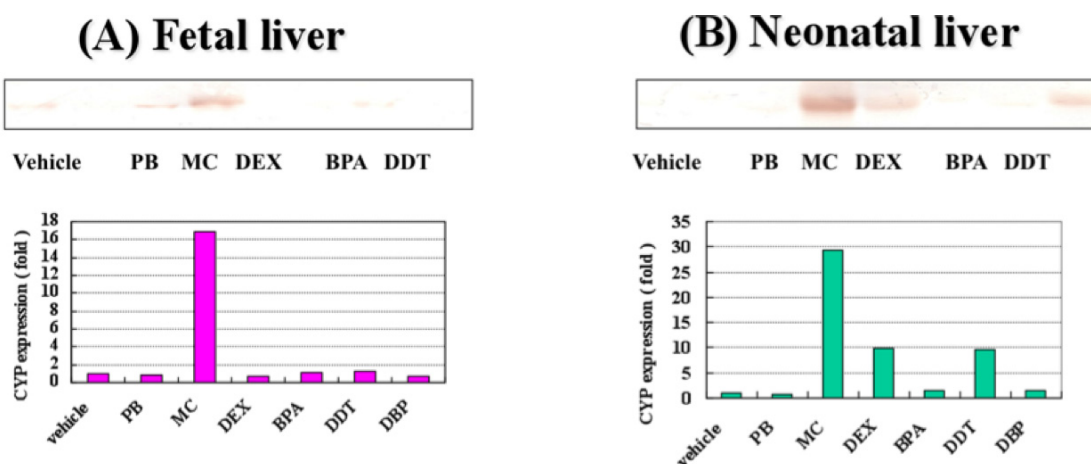 (A) Fetal liver
Vehicle PB MC DEX BPA DDT
CYP expression ( fold )
18
16
14
12
10
8
6
4
2
0
vehicle PB MC DEX BPA DDT DBP
(B) Neonatal liver
Vehicle PB MC DEX BPA DDT
CYP expression ( fold )
35
30
25
20
15
10
5
0
vehicle PB MC DEX BPA DDT DBP